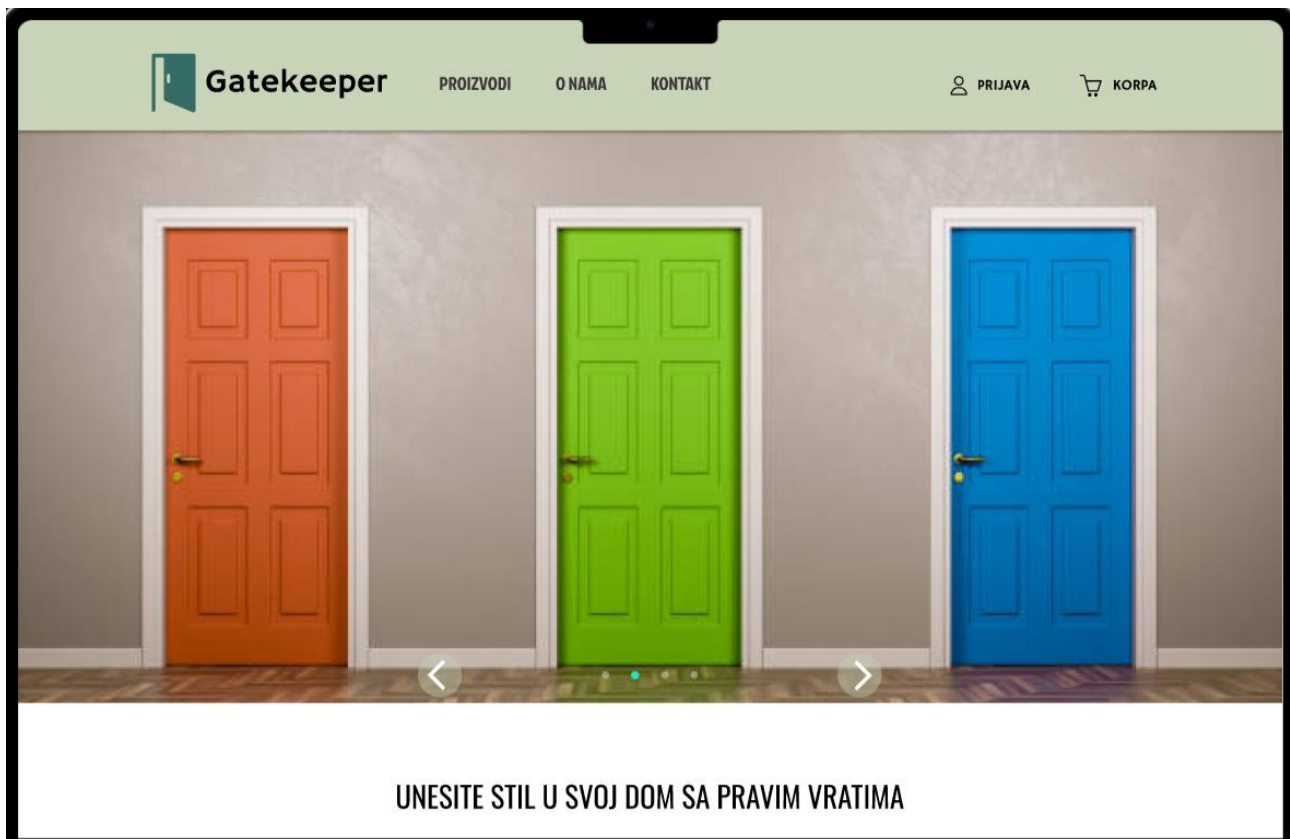 Gatekeeper PROIZVODI O NAMA KONTAKT PRIJAVA KORPA
UNESITE STIL U SVOJ DOM SA PRAVIM VRATIMA